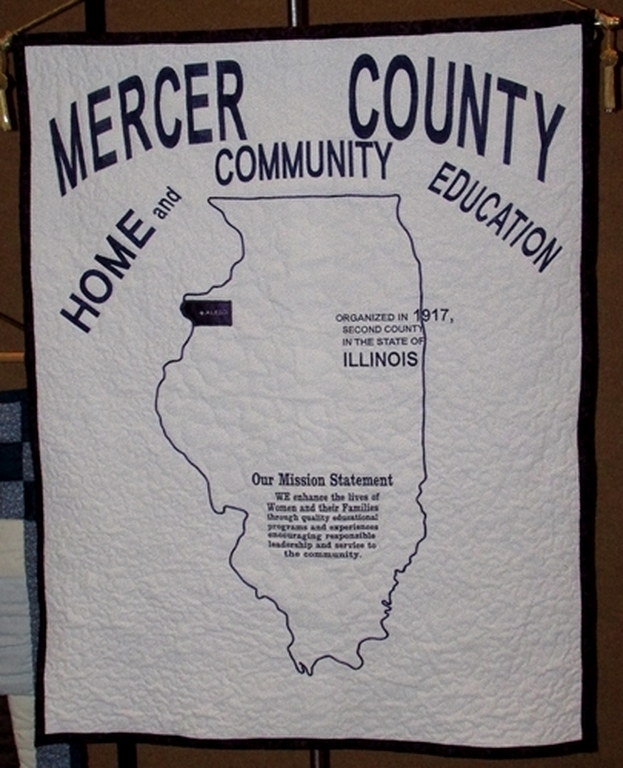 MERCER COUNTY
HOME and COMMUNITY EDUCATION
ALEDO
ORGANIZED IN 1917,
SECOND COUNTY
IN THE STATE OF
ILLINOIS
Our Mission Statement
WE enhance the lives of
Women and their Families
through quality educational
programs and experiences
encouraging responsible
leadership and service to
the community.